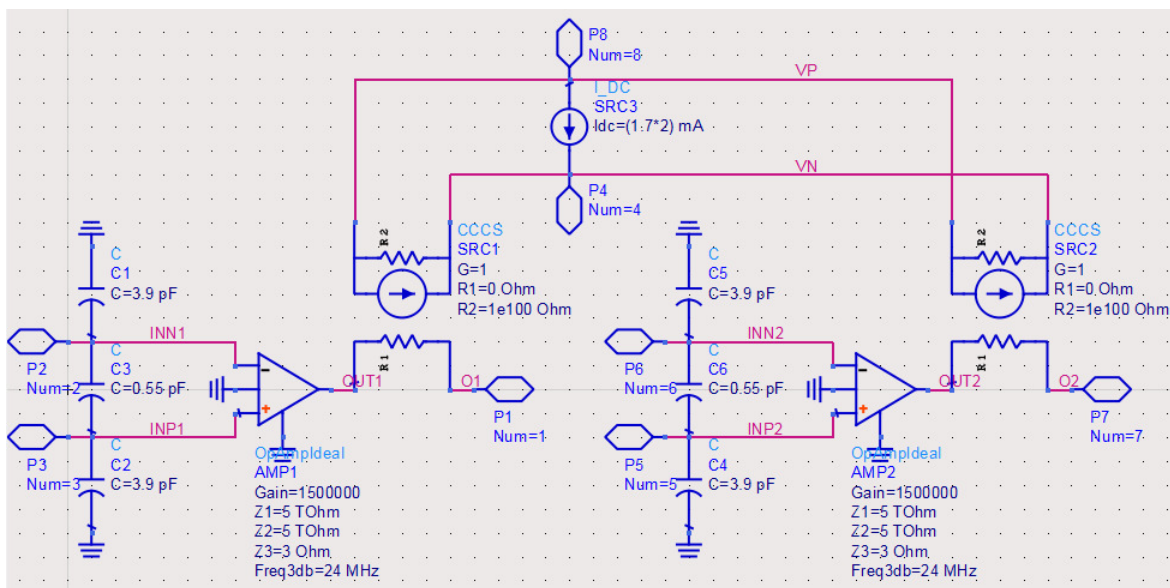 P8
Num=8
VP
I_DC
SRC3
Idc=(1.7*2) mA
VN
P4
Num=4
R2
CCCS
SRC1
G=1
R1=0 Ohm
R2=1e100 Ohm
R2
CCCS
SRC2
G=1
R1=0 Ohm
R2=1e100 Ohm
C
C1
C=3.9 pF
INN1
P2
Num=2
C
C3
C=0.55 pF
-
+
OUT1
R1
O1
P1
Num=1
INP1
P3
Num=3
C
C2
C=3.9 pF
OpAmpIdeal
AMP1
Gain=1500000
Z1=5 TOhm
Z2=5 TOhm
Z3=3 Ohm
Freq3db=24 MHz
C
C5
C=3.9 pF
INN2
P6
Num=6
C
C6
C=0.55 pF
-
+
OUT2
R1
O2
P7
Num=7
INP2
P5
Num=5
C
C4
C=3.9 pF
OpAmpIdeal
AMP2
Gain=1500000
Z1=5 TOhm
Z2=5 TOhm
Z3=3 Ohm
Freq3db=24 MHz